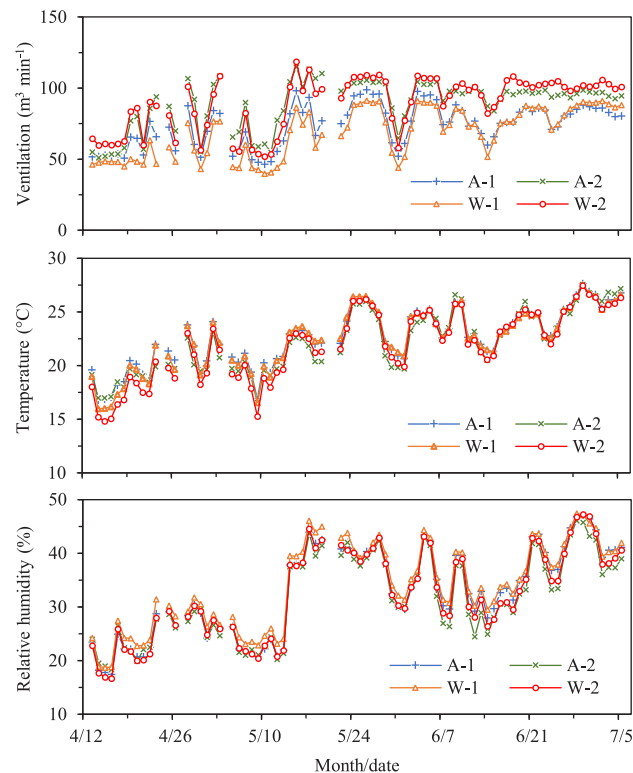 Ventilation (m³ min⁻¹)
150
100
50
0
A-1 A-2
W-1 W-2
Temperature (°C)
30
25
20
15
10
A-1 A-2
W-1 W-2
Relative humidity (%)
50
40
30
20
10
A-1 A-2
W-1 W-2
4/12 4/26 5/10 5/24 6/7 6/21 7/5
Month/date